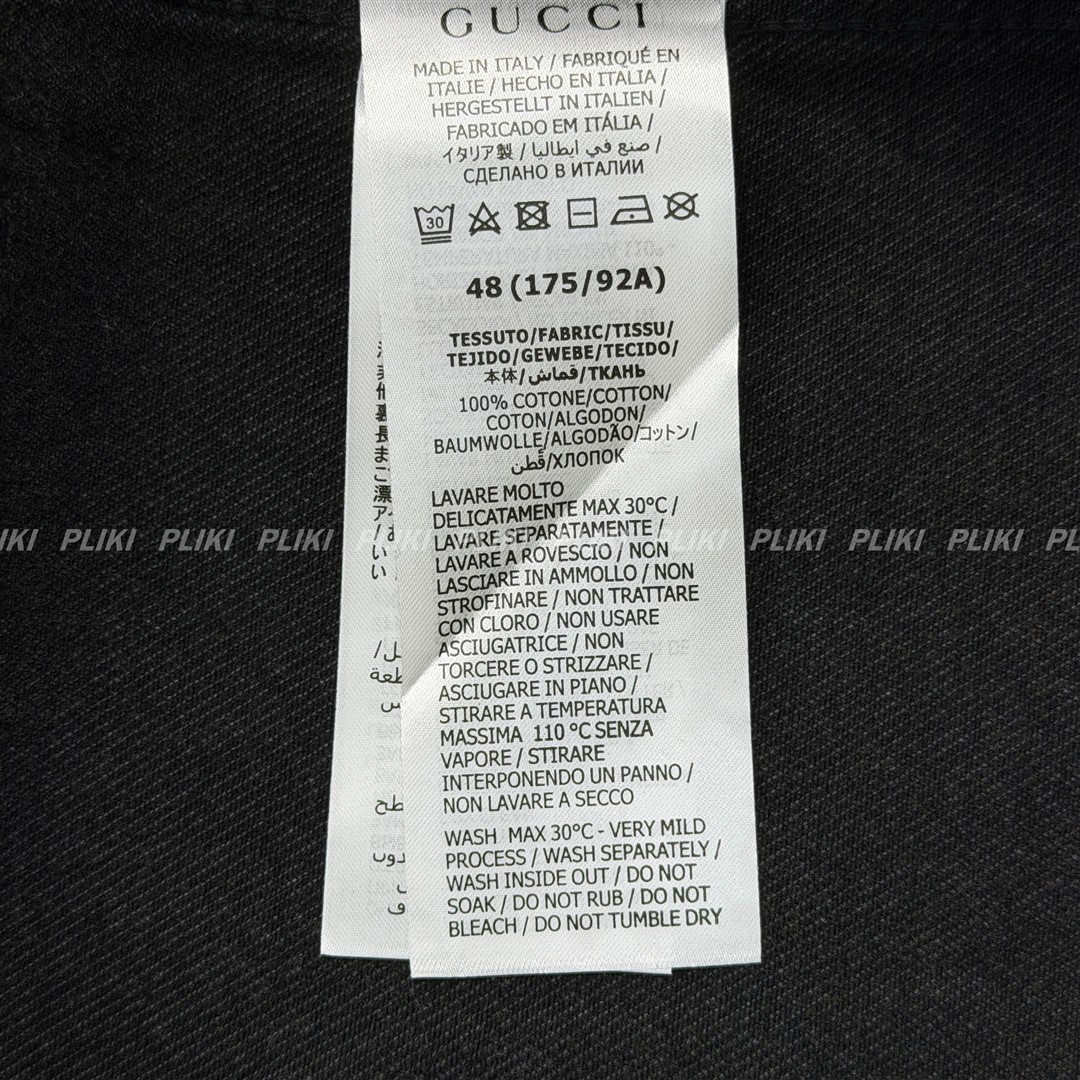 GUCCI
MADE IN ITALY / FABRIQUÉ EN
ITALIE / HECHO EN ITALIA /
HERGESTELLT IN ITALIEN /
FABRICADO EM ITÁLIA /
イタリア製 / صنع في ايطاليا /
СДЕЛАНО В ИТАЛИИ
30
48 (175/92A)
TESSUTO/FABRIC/TISSU/
TEJIDO/GEWEBE/TECIDO/
本体/قماش/ТКАНЬ
100% COTONE/COTTON/
COTON/ALGODON/
BAUMWOLLE/ALGODÃO/コットン/
قُطن/ХЛОПОК
LAVARE MOLTO
DELICATAMENTE MAX 30°C /
LAVARE SEPARATAMENTE /
LAVARE A ROVESCIO / NON
LASCIARE IN AMMOLLO / NON
STROFINARE / NON TRATTARE
CON CLORO / NON USARE
ASCIUGATRICE / NON
TORCERE O STRIZZARE /
ASCIUGARE IN PIANO /
STIRARE A TEMPERATURA
MASSIMA 110 °C SENZA
VAPORE / STIRARE
INTERPONENDO UN PANNO /
NON LAVARE A SECCO
WASH MAX 30°C - VERY MILD
PROCESS / WASH SEPARATELY /
WASH INSIDE OUT / DO NOT
SOAK / DO NOT RUB / DO NOT
BLEACH / DO NOT TUMBLE DRY
PLIKI PLIKI PLIKI PLIKI PLIKI PLIKI PLIKI PLIKI PLIKI